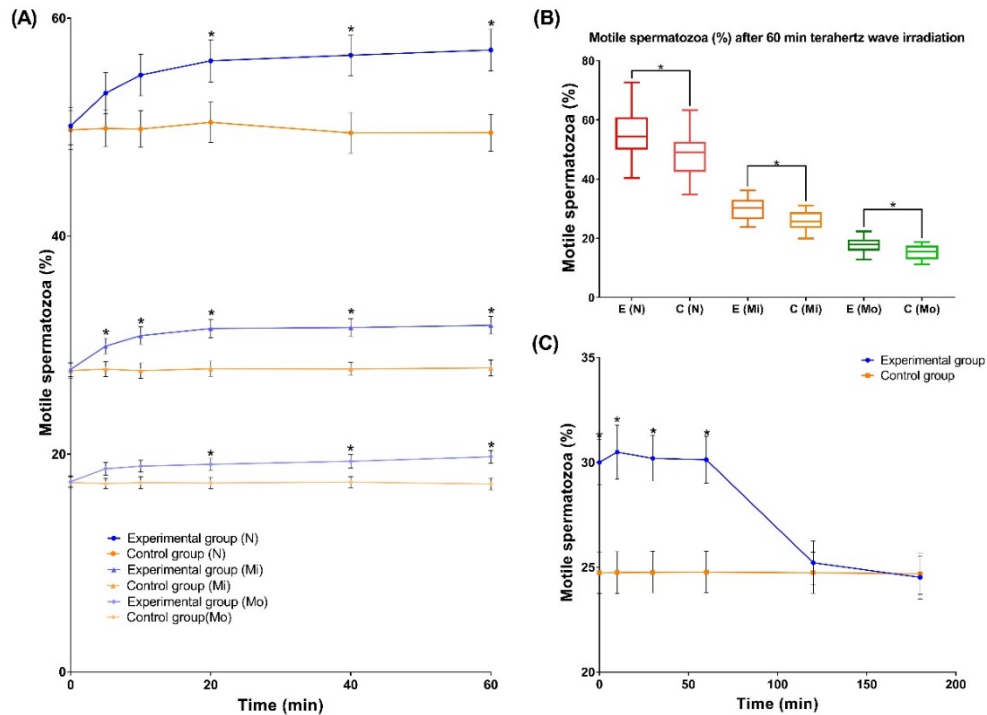 (A)
Motile spermatozoa (%)
60
40
20
0
* * *
* * * * *
* * *
Experimental group (N)
Control group (N)
Experimental group (Mi)
Control group (Mi)
Experimental group (Mo)
Control group(Mo)
0 20 40 60
Time (min)
(B)
Motile spermatozoa (%) after 60 min terahertz wave irradiation
Motile spermatozoa (%)
80
60
40
20
0
* * *
E (N) C (N) E (Mi) C (Mi) E (Mo) C (Mo)
(C)
Experimental group
Control group
Motile spermatozoa (%)
35
30
25
20
* * * *
0 50 100 150 200
Time (min)